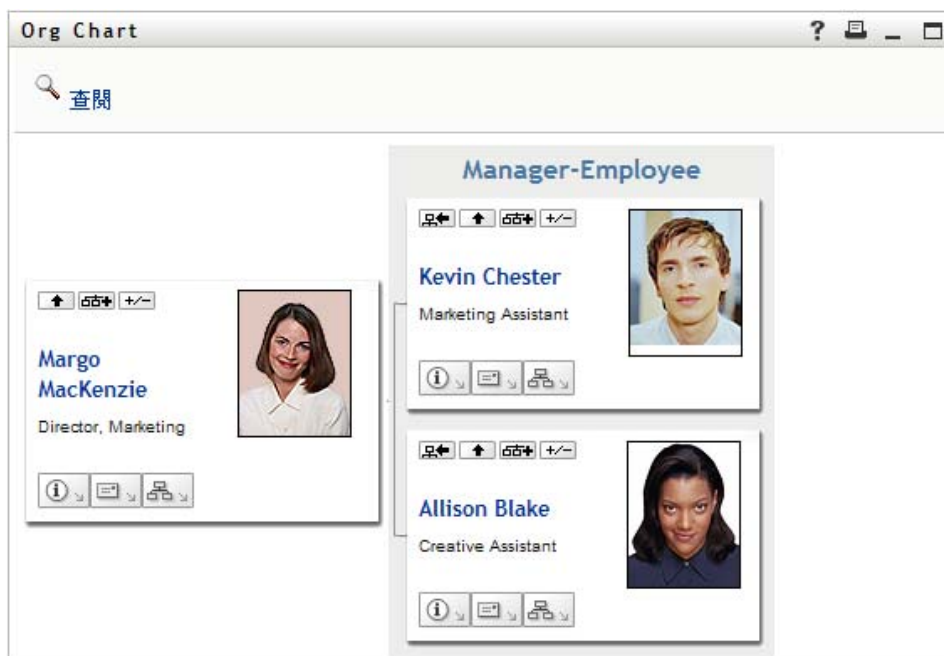 Org Chart
查閱
Manager-Employee
Kevin Chester
Marketing Assistant
Margo
MacKenzie
Director, Marketing
Allison Blake
Creative Assistant